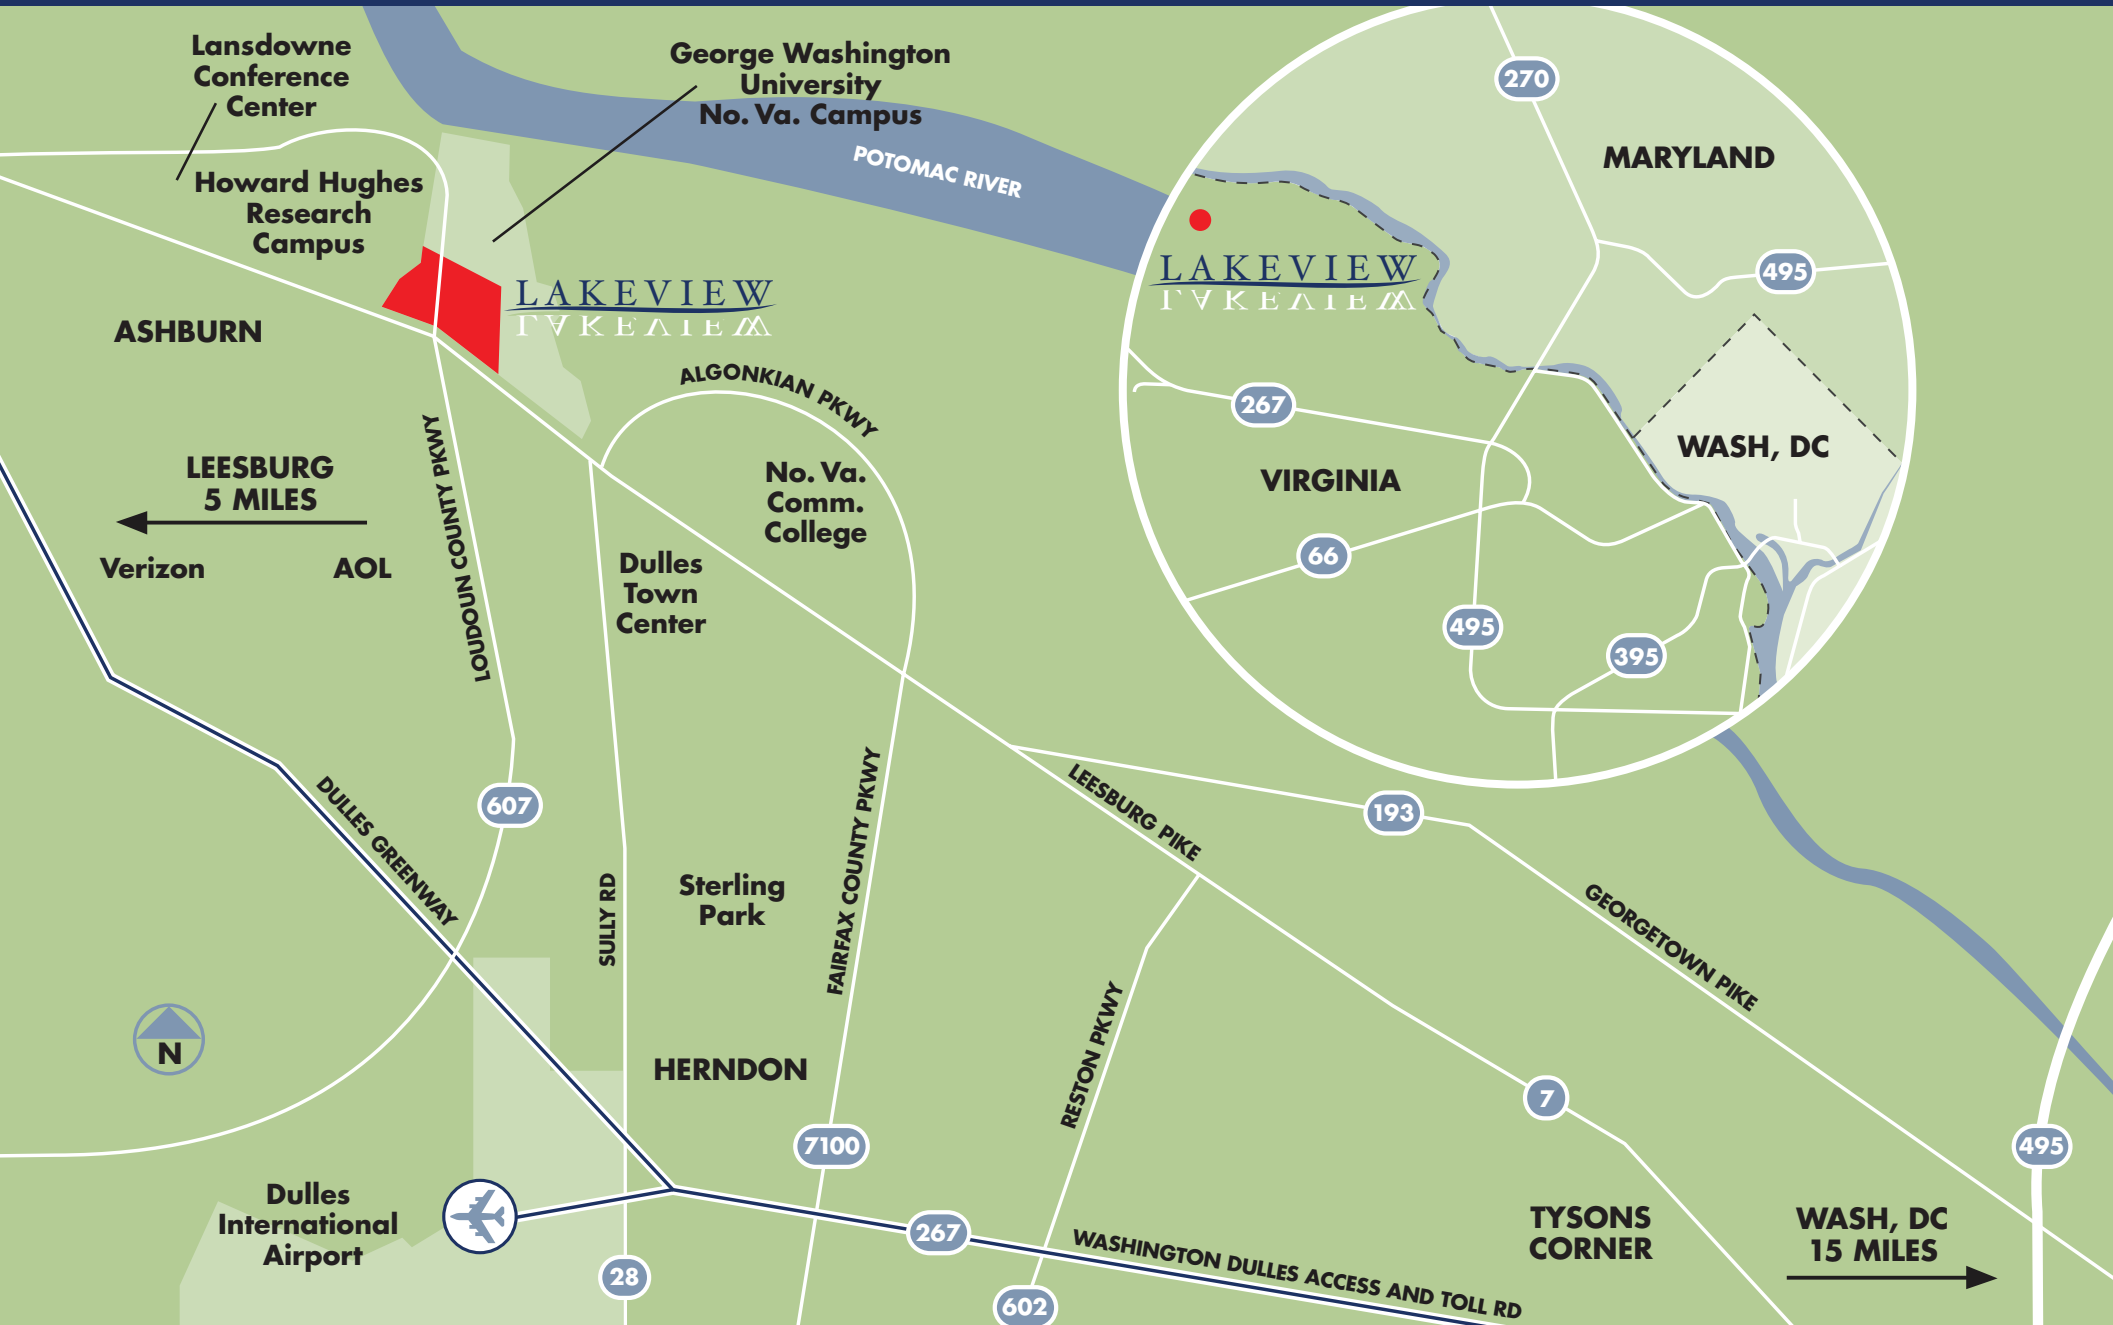 Lansdowne
Conference
Center
George Washington
University
No. Va. Campus
POTOMAC RIVER
Howard Hughes
Research
Campus
LAKEVIEW
ASHBURN
ALGONKIAN PKWY
LEESBURG
5 MILES
Verizon
AOL
LOUDOUN COUNTY PKWY
No. Va.
Comm.
College
Dulles
Town
Center
270
MARYLAND
495
LAKEVIEW
267
WASH, DC
VIRGINIA
66
495
395
607
DULLES GREENWAY
SULLY RD
Sterling
Park
FAIRFAX COUNTY PKWY
LEESBURG PIKE
193
GEORGETOWN PIKE
RESTON PKWY
N
HERNDON
7
7100
495
Dulles
International
Airport
267
28
602
WASHINGTON DULLES ACCESS AND TOLL RD
TYSONS
CORNER
WASH, DC
15 MILES